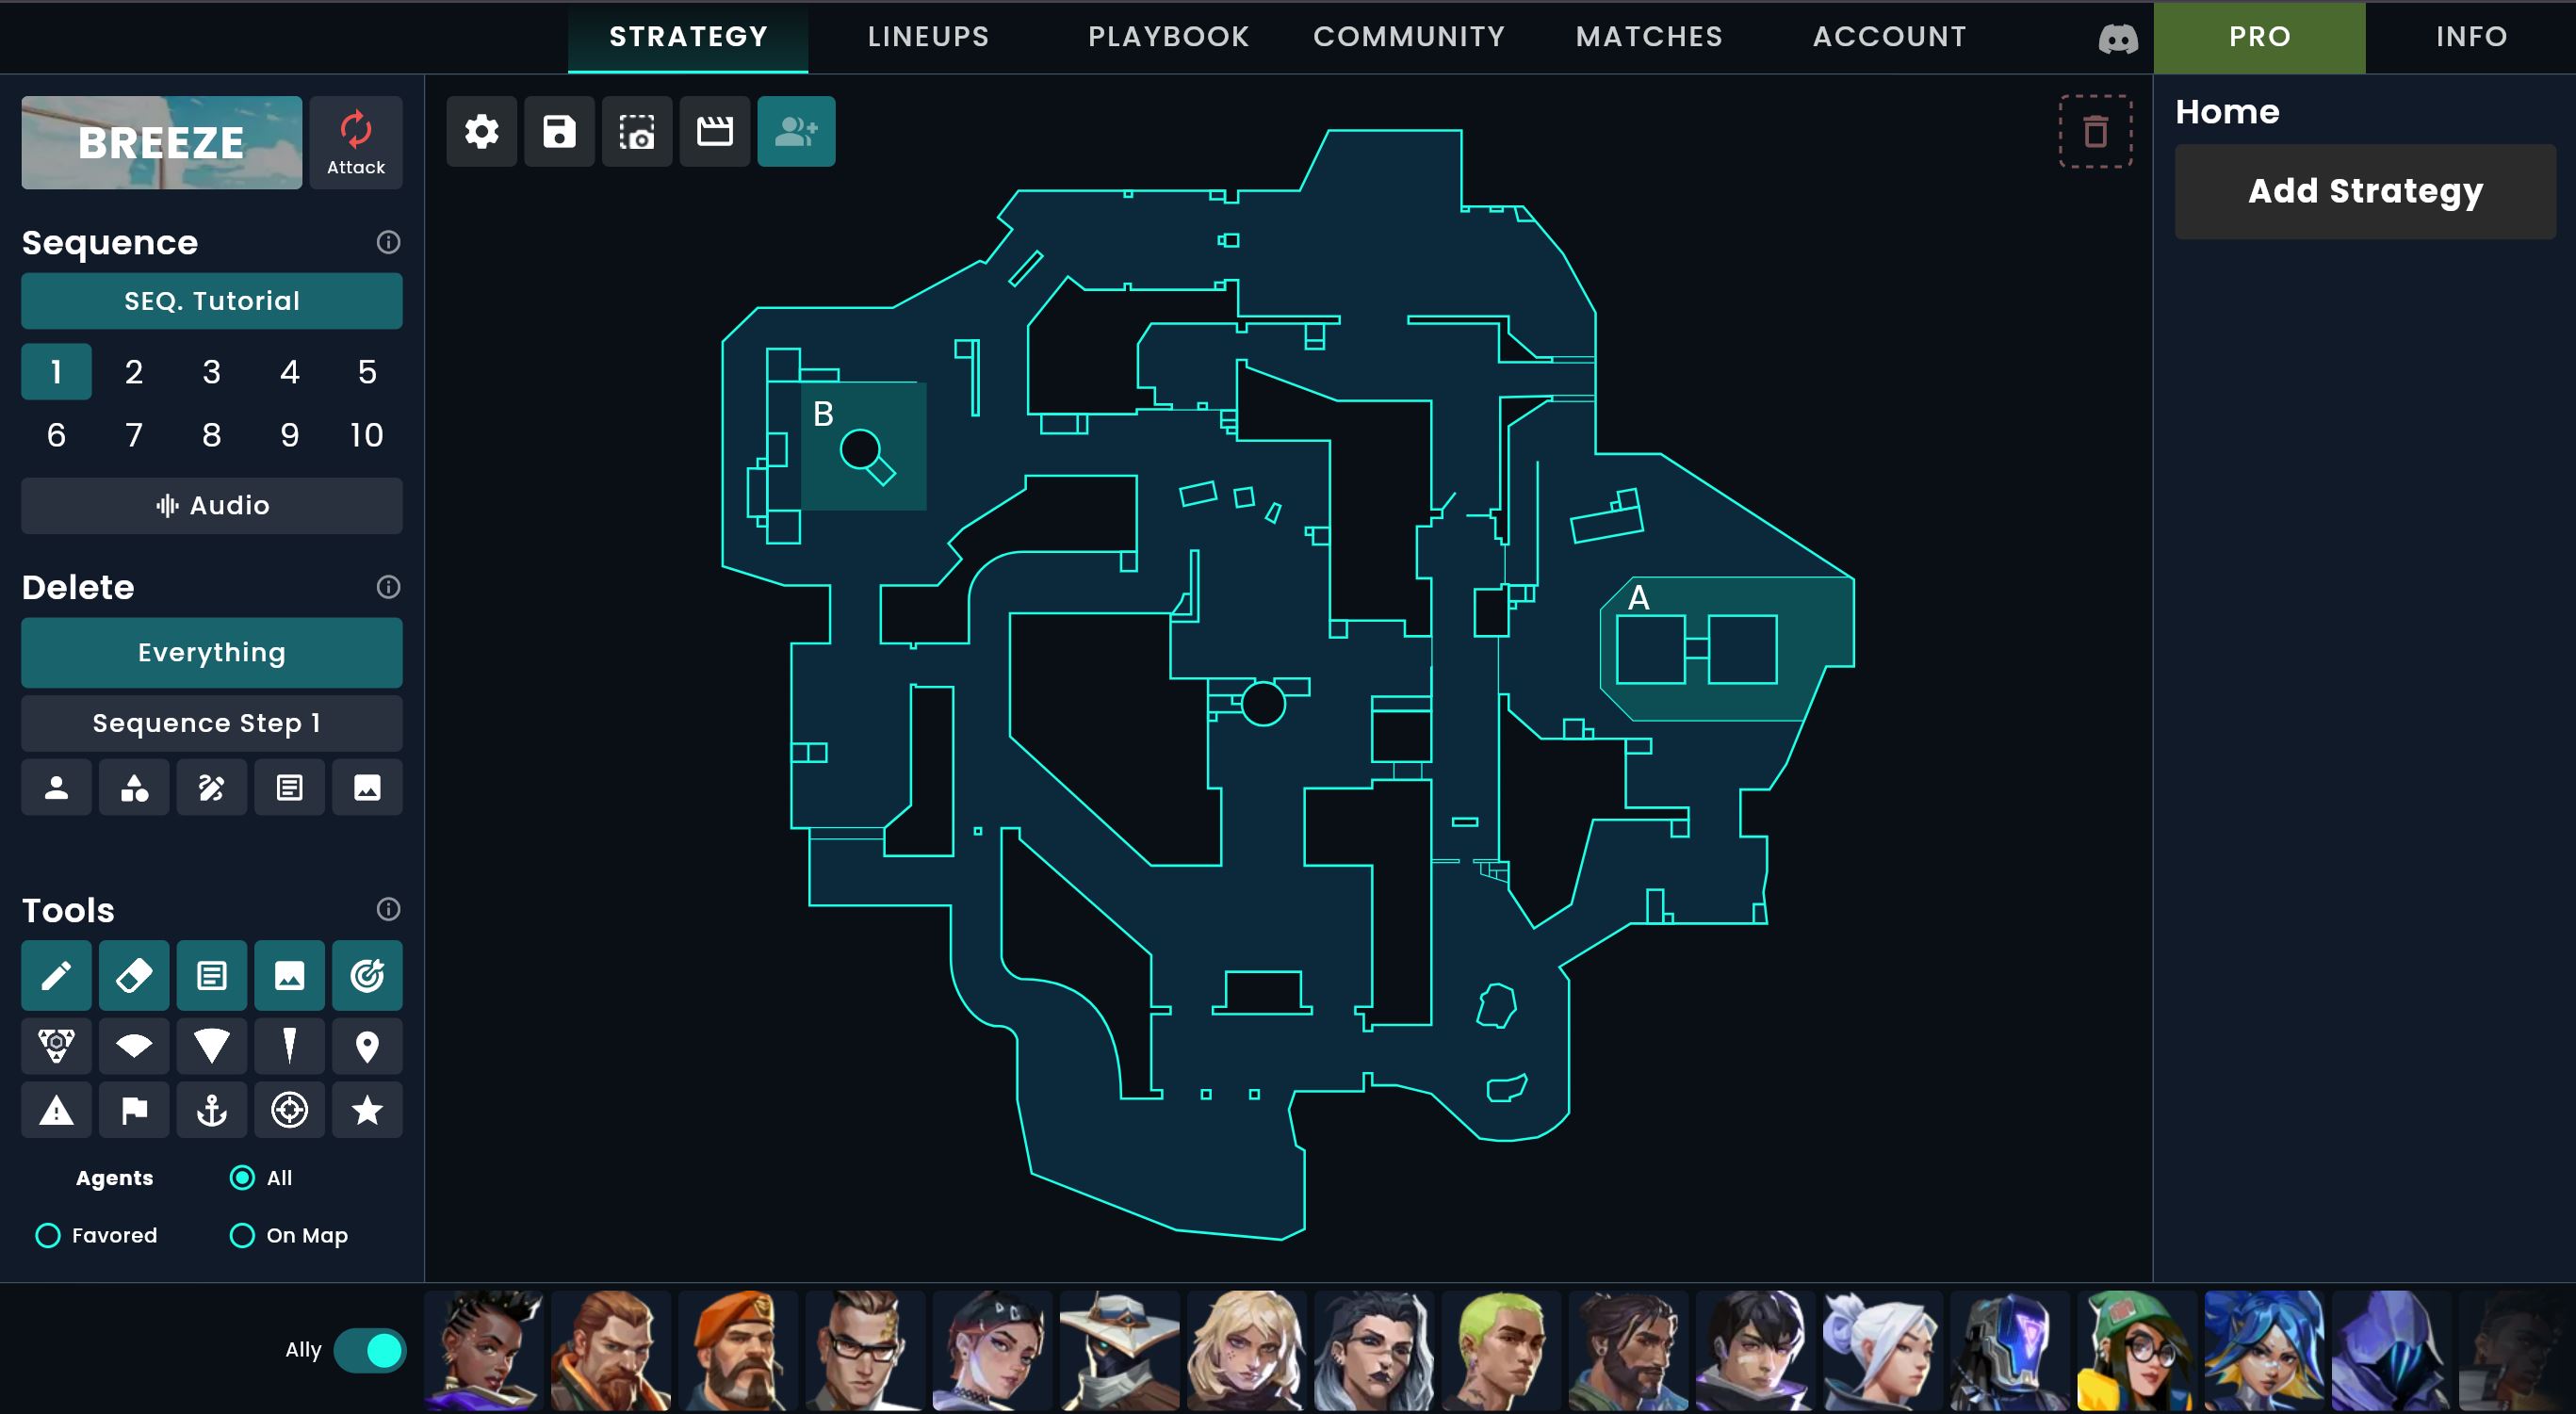 STRATEGY LINEUPS PLAYBOOK COMMUNITY MATCHES ACCOUNT PRO INFO
BREEZE
Attack
Sequence
SEQ. Tutorial
1 2 3 4 5
6 7 8 9 10
Audio
Delete
Everything
Sequence Step 1
Tools
Agents All
Favored On Map
B
A
Home
Add Strategy
Ally